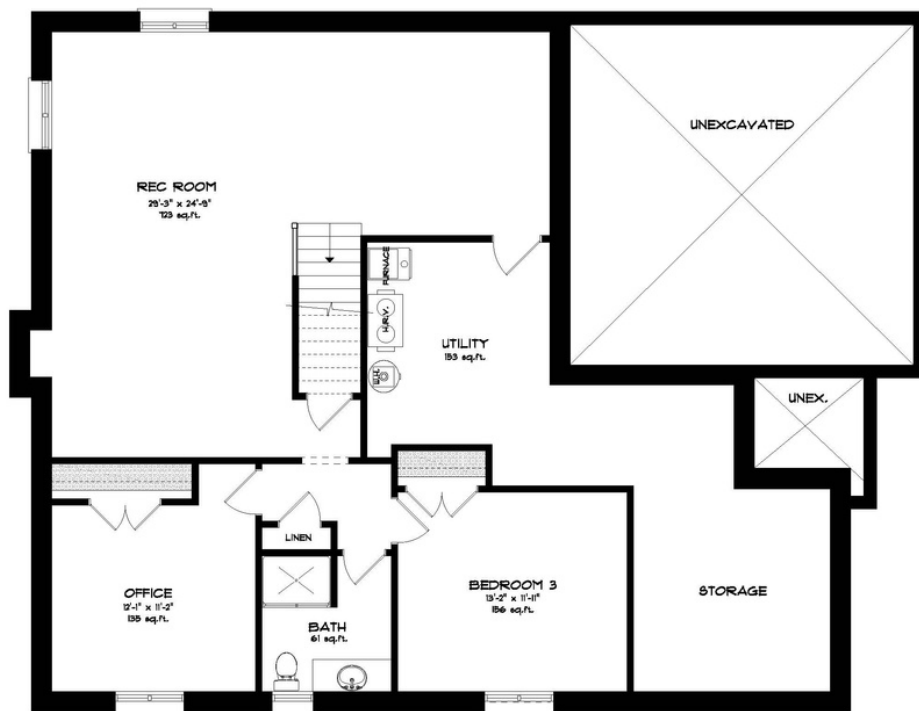 UNEXCAVATED
REC ROOM
29'-3" x 24'-9"
723 sq.ft.
FURNACE
H.R.V.
W.H.
UTILITY
153 sq.ft.
UNEX.
LINEN
OFFICE
12'-1" x 11'-2"
135 sq.ft.
BATH
61 sq.ft.
BEDROOM 3
13'-2" x 11'-11"
156 sq.ft.
STORAGE